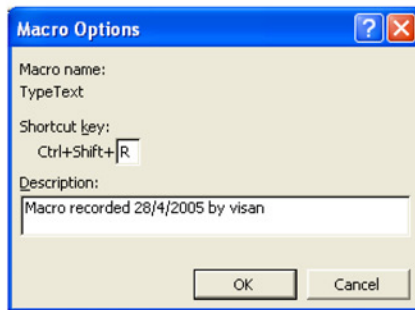 Macro Options
Macro name:
TypeText
Shortcut key:
Ctrl+Shift+ R
Description:
Macro recorded 28/4/2005 by visan
OK Cancel